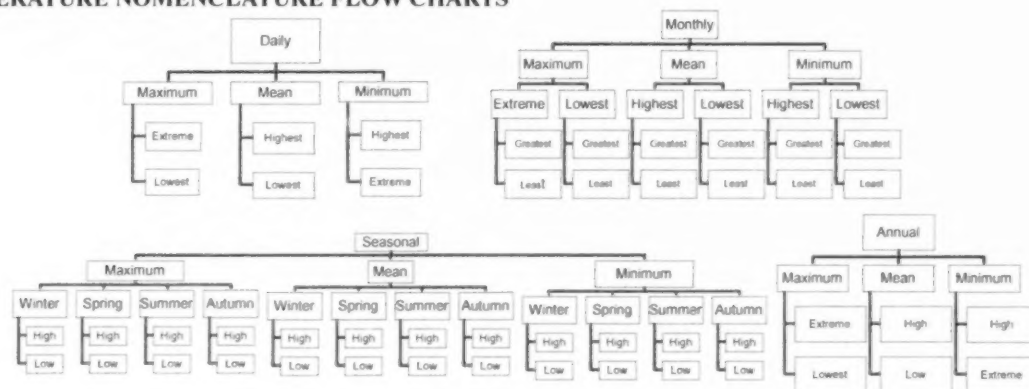 ERATURE NOMENCLATURE FLOW CHARTS
Daily
Maximum Mean Minimum
Extreme Highest Highest
Lowest Lowest Extreme
Monthly
Maximum Mean Minimum
Extreme Lowest Highest Lowest Highest Lowest
Greatest Greatest Greatest Greatest Greatest Greatest
Least Least Least Least Least Least
Seasonal
Maximum Mean Minimum
Winter Spring Summer Autumn Winter Spring Summer Autumn Winter Spring Summer Autumn
High High High High High High High High High High High High
Low Low Low Low Low Low Low Low Low Low Low Low
Annual
Maximum Mean Minimum
Extreme High High
Lowest Low Extreme